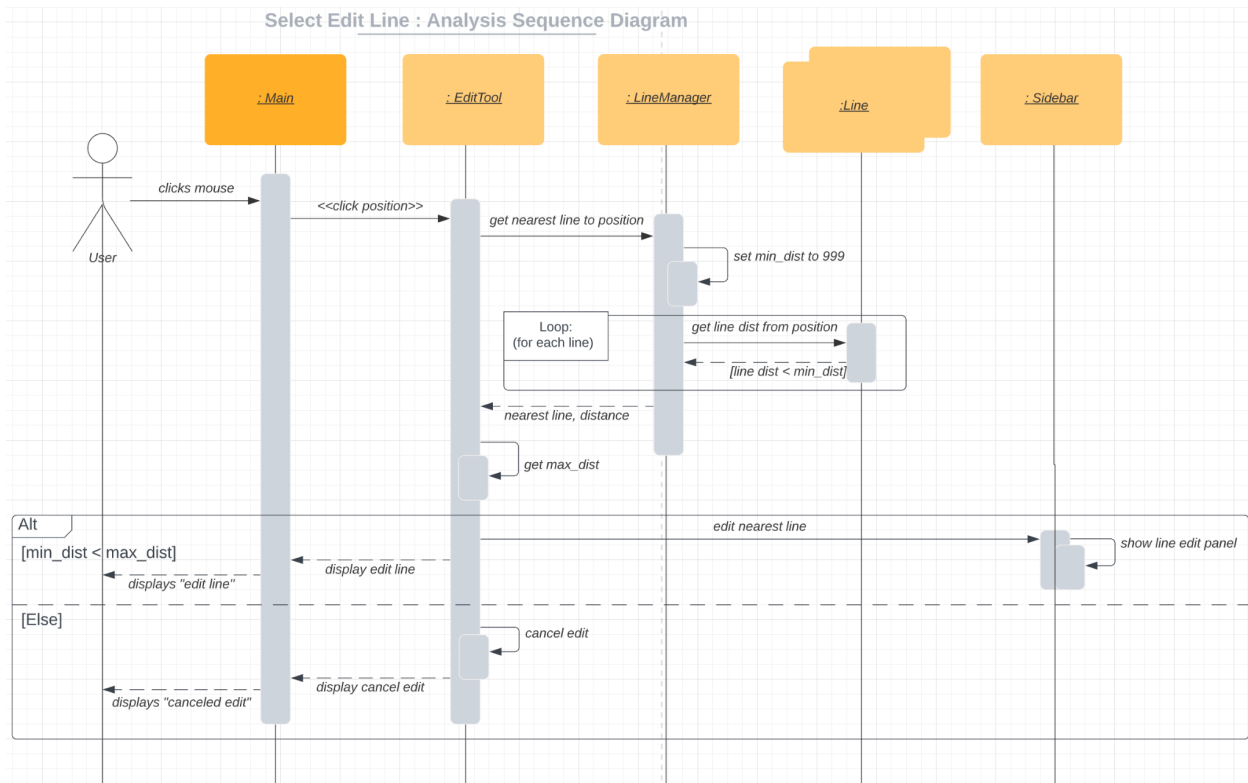 Select Edit Line : Analysis Sequence Diagram
: Main
: EditTool
: LineManager
:Line
: Sidebar
clicks mouse
<<click position>>
get nearest line to position
User
set min_dist to 999
Loop:
(for each line)
get line dist from position
[line dist < min_dist]
nearest line, distance
get max_dist
Alt
edit nearest line
[min_dist < max_dist]
show line edit panel
display edit line
displays "edit line"
[Else]
cancel edit
display cancel edit
displays "canceled edit"